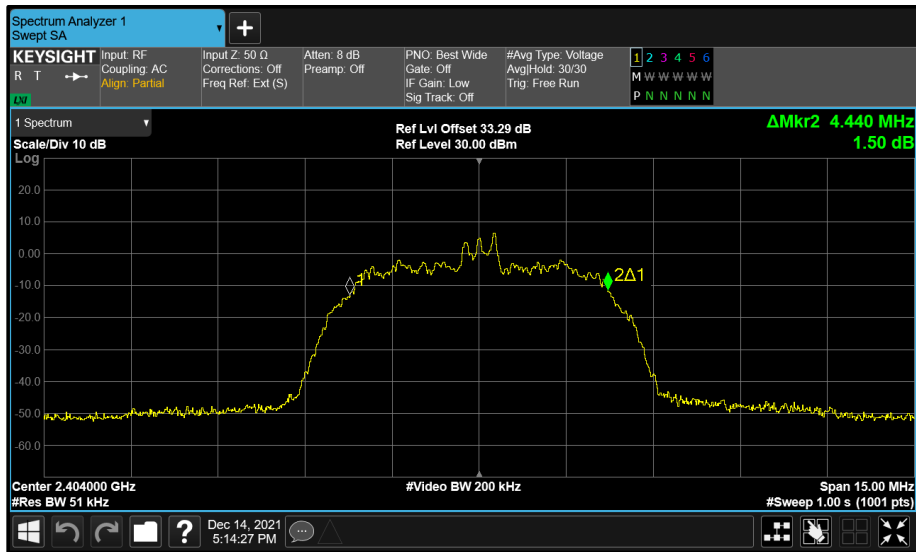 Spectrum Analyzer 1
Swept SA
KEYSIGHT
R T
LXI
Input: RF
Coupling: AC
Align: Partial
Input Z: 50 Ω
Corrections: Off
Freq Ref: Ext (S)
Atten: 8 dB
Preamp: Off
PNO: Best Wide
Gate: Off
IF Gain: Low
Sig Track: Off
#Avg Type: Voltage
Avg|Hold: 30/30
Trig: Free Run
1 2 3 4 5 6
M W W W W W
P N N N N N
1 Spectrum
Scale/Div 10 dB
Ref Lvl Offset 33.29 dB
Ref Level 30.00 dBm
ΔMkr2 4.440 MHz
1.50 dB
Log
20.0
10.0
0.00
-10.0
-20.0
-30.0
-40.0
-50.0
-60.0
1
2Δ1
Center 2.404000 GHz
#Res BW 51 kHz
#Video BW 200 kHz
Span 15.00 MHz
#Sweep 1.00 s (1001 pts)
?
Dec 14, 2021
5:14:27 PM